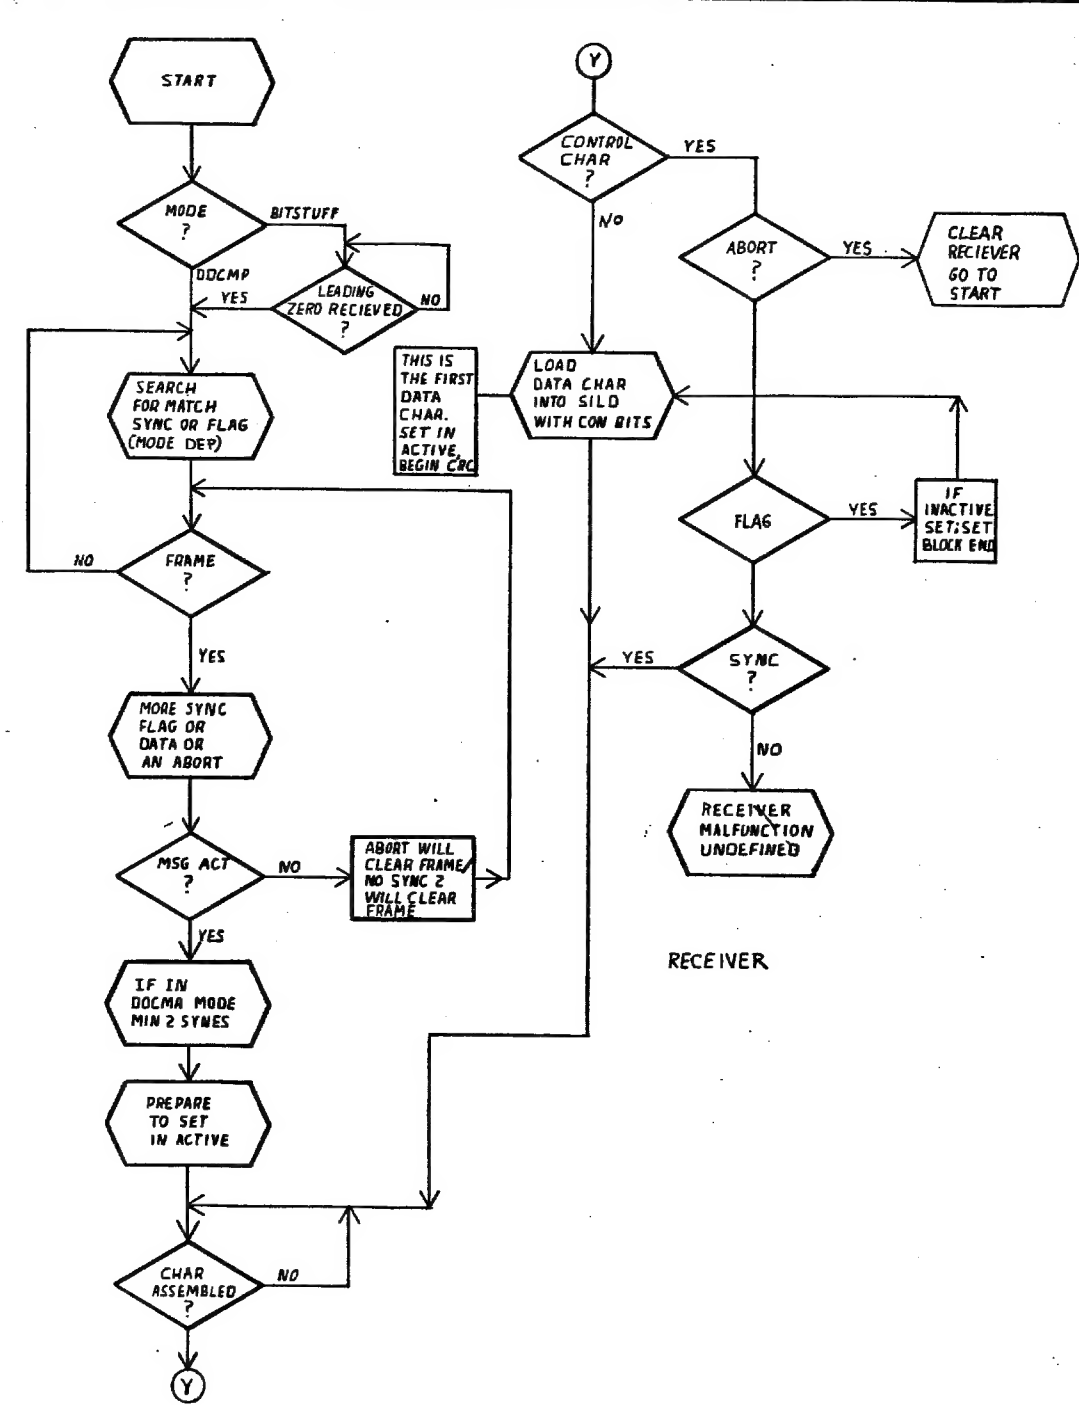 START
MODE
?
BITSTUFF
DDCMP
LEADING
ZERO RECIEVED
?
YES
NO
SEARCH
FOR MATCH
SYNC OR FLAG
(MODE DEP)
FRAME
?
NO
YES
MORE SYNC
FLAG OR
DATA OR
AN ABORT
MSG ACT
?
NO
ABORT WILL
CLEAR FRAME/
NO SYNC 2
WILL CLEAR
FRAME
YES
IF IN
DOCMA MODE
MIN 2 SYNES
PREPARE
TO SET
IN ACTIVE
CHAR
ASSEMBLED
?
NO
Y
Y
CONTROL
CHAR
?
YES
NO
ABORT
?
YES
CLEAR
RECIEVER
GO TO
START
THIS IS
THE FIRST
DATA
CHAR.
SET IN
ACTIVE,
BEGIN CRC
LOAD
DATA CHAR
INTO SILO
WITH CON BITS
FLAG
YES
IF
INACTIVE
SET;SET
BLOCK END
SYNC
?
YES
NO
RECEIVER
MALFUNCTION
UNDEFINED
RECEIVER